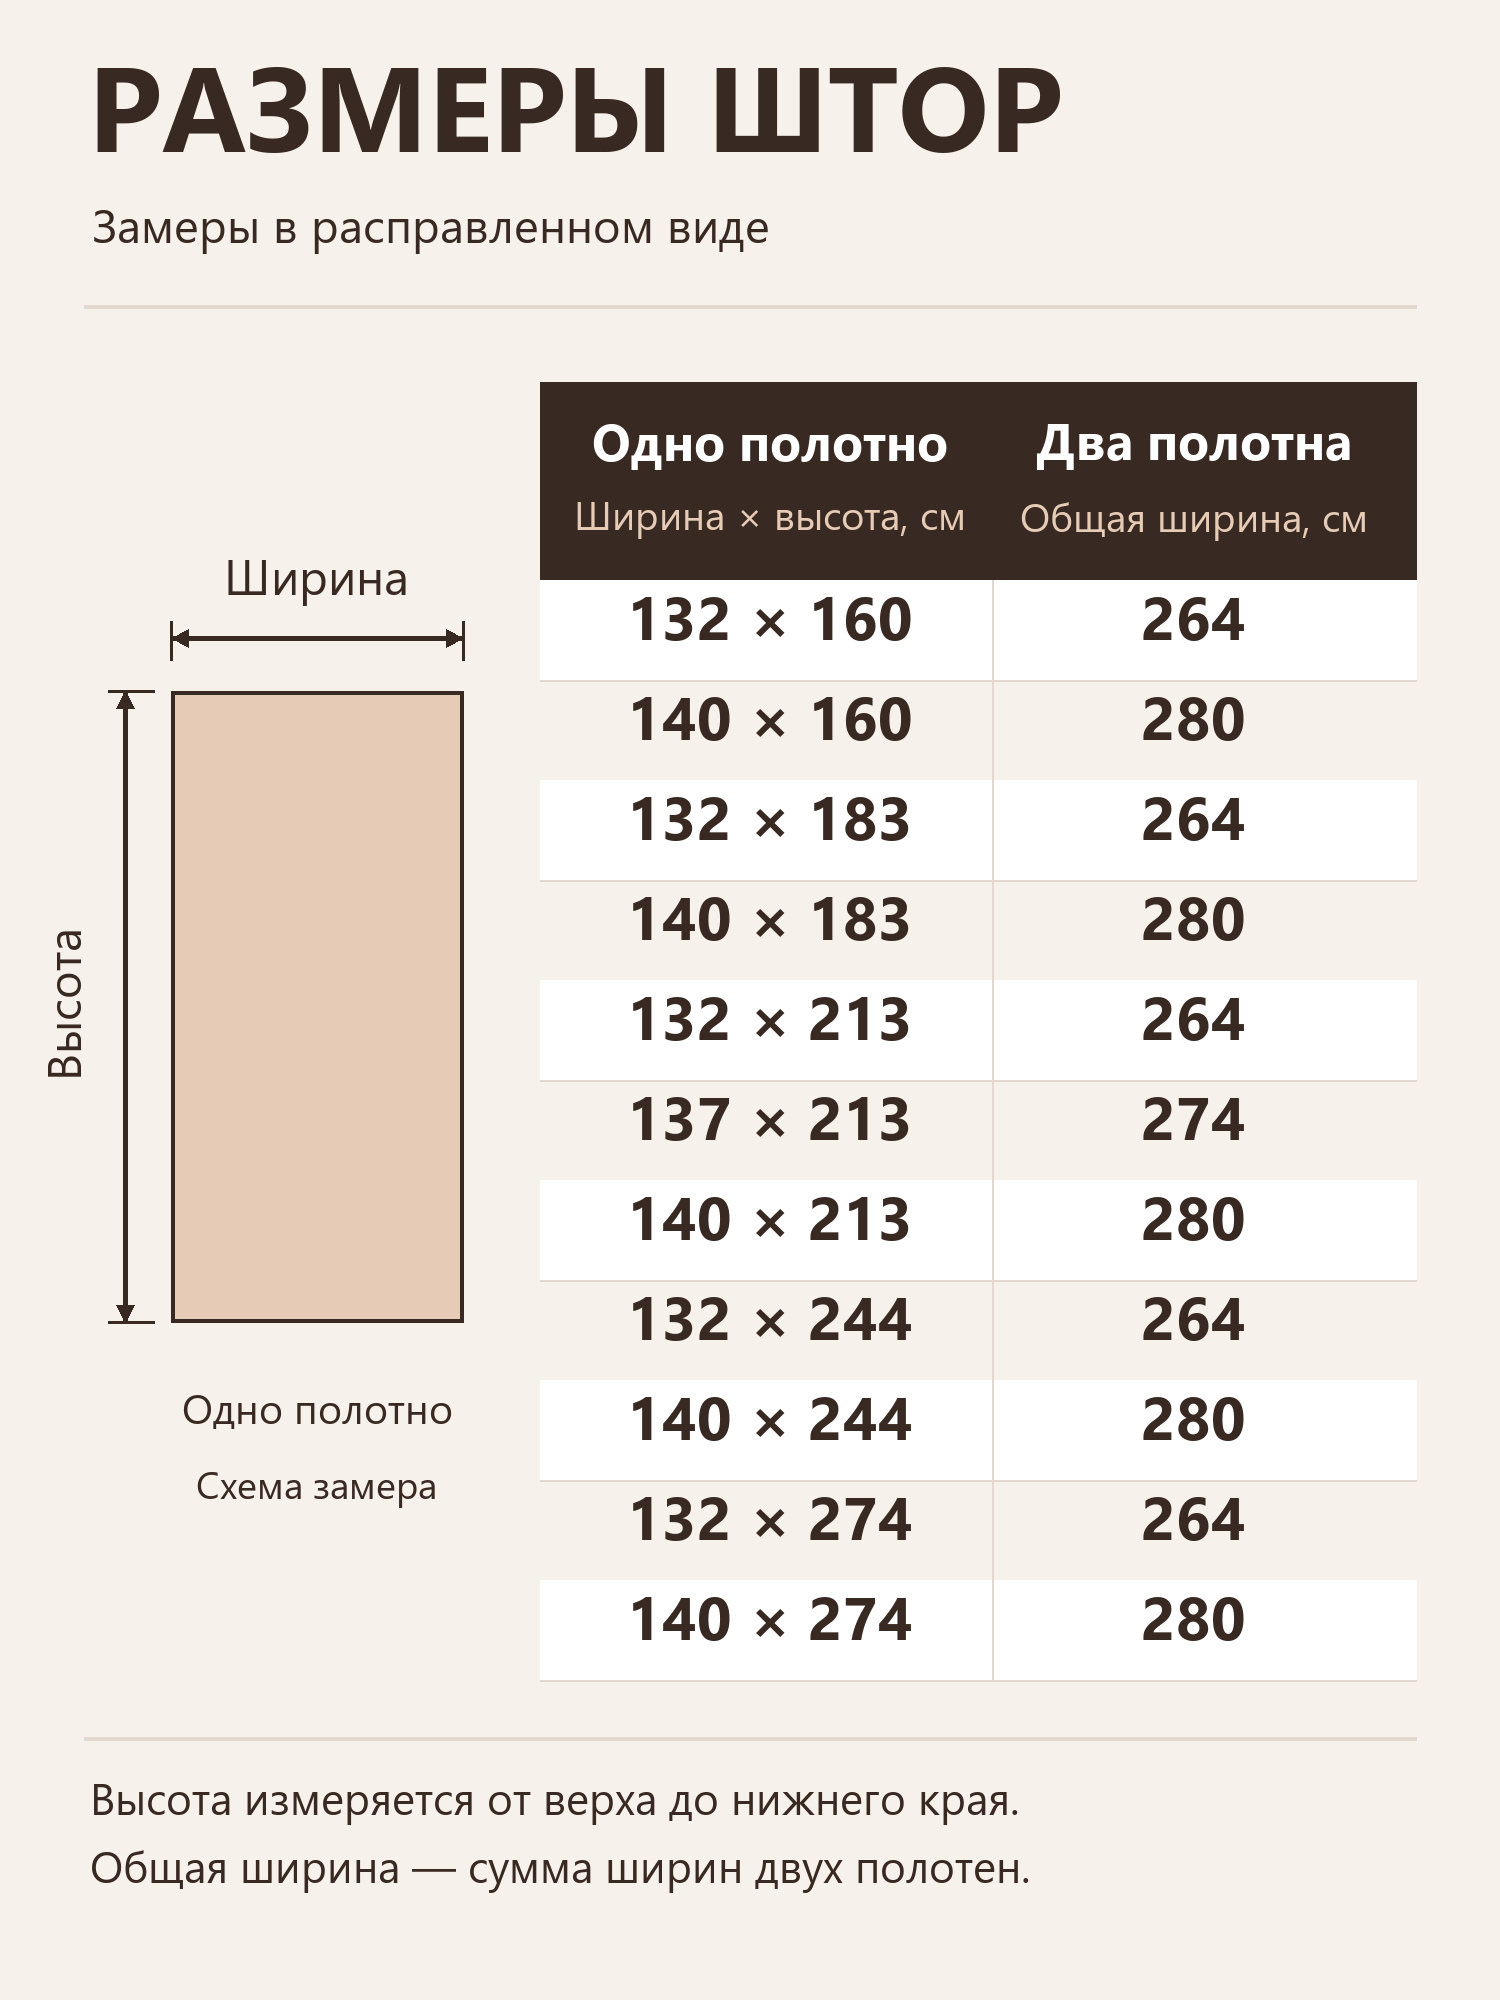 РАЗМЕРЫ ШТОР
Замеры в расправленном виде
Одно полотно Два полотна
Ширина × высота, см Общая ширина, см
Ширина
Высота
Одно полотно
Схема замера
132 × 160 264
140 × 160 280
132 × 183 264
140 × 183 280
132 × 213 264
137 × 213 274
140 × 213 280
132 × 244 264
140 × 244 280
132 × 274 264
140 × 274 280
Высота измеряется от верха до нижнего края.
Общая ширина — сумма ширин двух полотен.